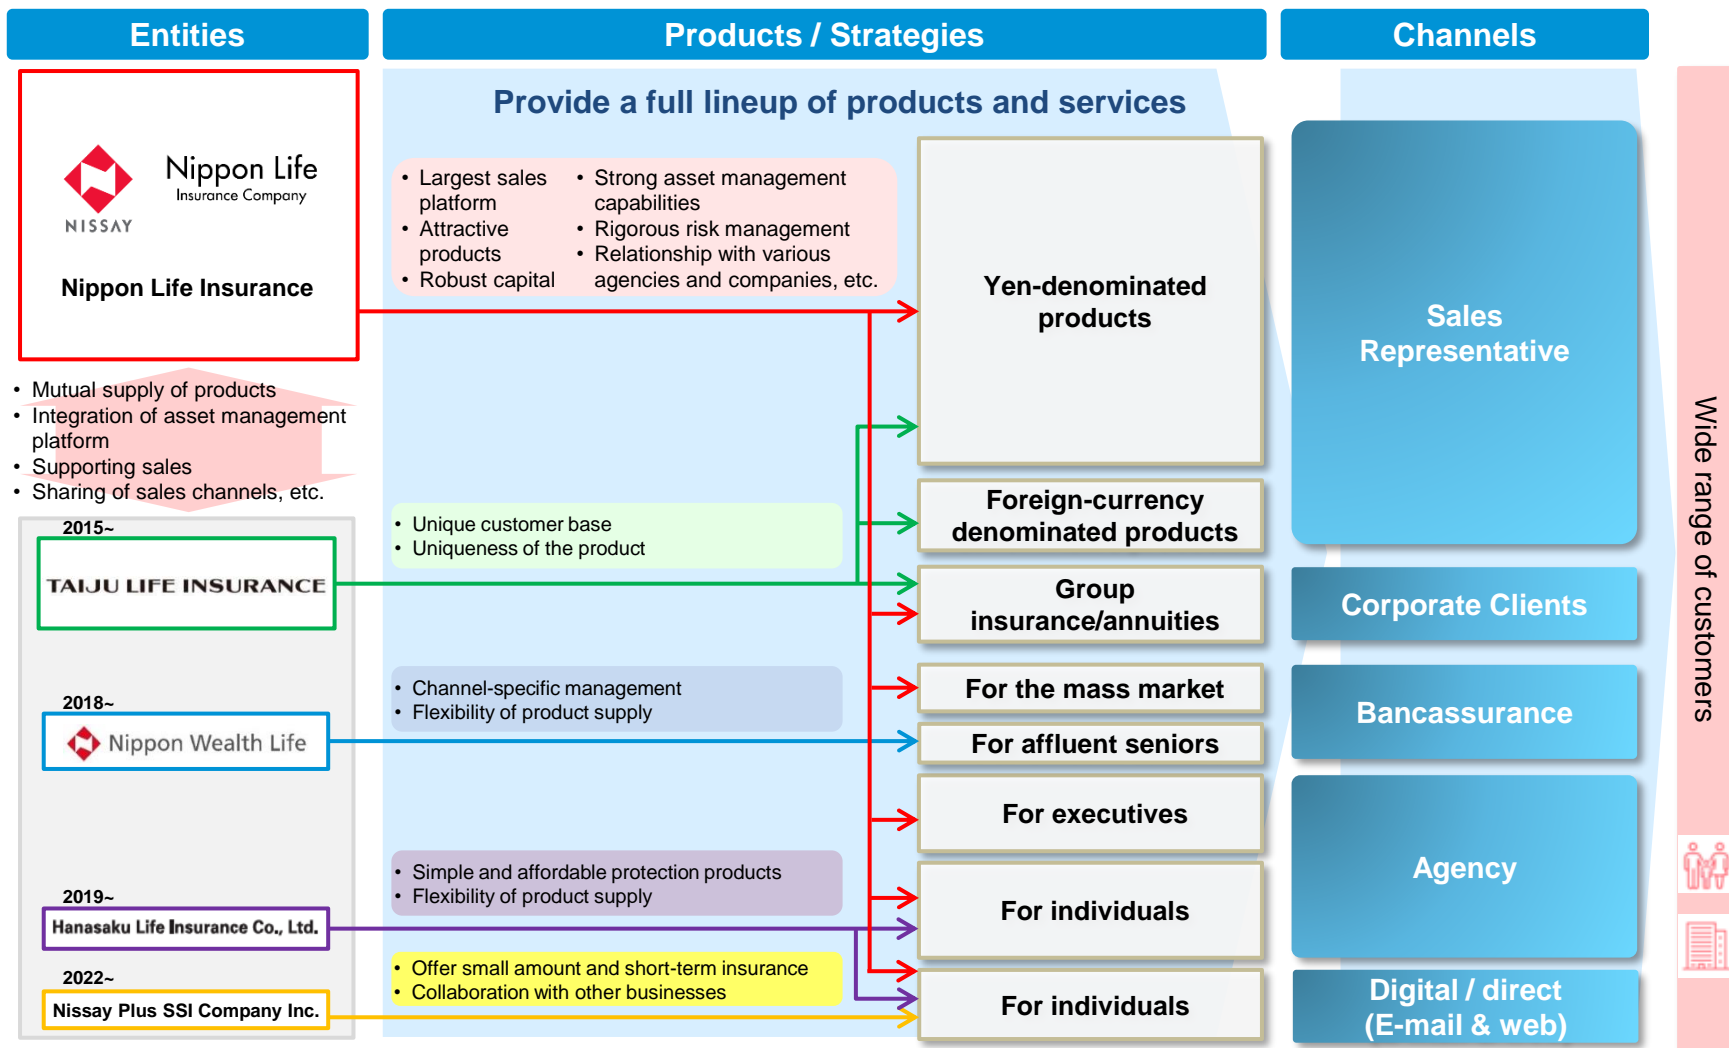 Entities
Products / Strategies
Channels
Provide a full lineup of products and services
NISSAY
Nippon Life
Insurance Company
Nippon Life Insurance
• Largest sales
platform
• Attractive
products
• Robust capital
• Strong asset management
capabilities
• Rigorous risk management
• Relationship with various
agencies and companies, etc.
• Mutual supply of products
• Integration of asset management
platform
• Supporting sales
• Sharing of sales channels, etc.
2015~
TAIJU LIFE INSURANCE
• Unique customer base
• Uniqueness of the product
2018~
Nippon Wealth Life
• Channel-specific management
• Flexibility of product supply
2019~
Hanasaku Life Insurance Co., Ltd.
• Simple and affordable protection products
• Flexibility of product supply
2022~
Nissay Plus SSI Company Inc.
• Offer small amount and short-term insurance
• Collaboration with other businesses
Yen-denominated
products
Foreign-currency
denominated products
Group
insurance/annuities
For the mass market
For affluent seniors
For executives
For individuals
For individuals
Sales
Representative
Corporate Clients
Bancassurance
Agency
Digital / direct
(E-mail & web)
Wide range of customers